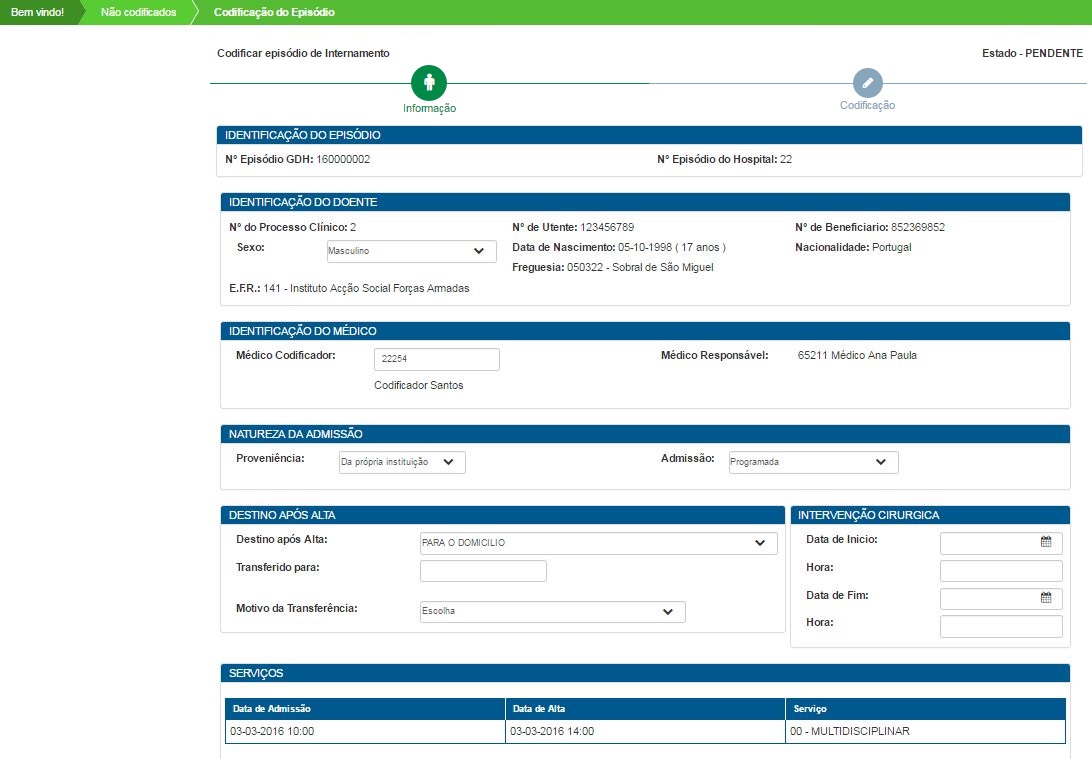 Bem vindo! Não codificados Codificação do Episódio
Codificar episódio de Internamento Estado - PENDENTE
Informação Codificação
IDENTIFICAÇÃO DO EPISÓDIO
Nº Episódio GDH: 160000002 Nº Episódio do Hospital: 22
IDENTIFICAÇÃO DO DOENTE
Nº do Processo Clínico: 2 Nº de Utente: 123456789 Nº de Beneficiario: 852369852
Sexo: Masculino Data de Nascimento: 05-10-1998 ( 17 anos ) Nacionalidade: Portugal
Freguesia: 050322 - Sobral de São Miguel
E.F.R.: 141 - Instituto Acção Social Forças Armadas
IDENTIFICAÇÃO DO MÉDICO
Médico Codificador: 22254 Médico Responsável: 65211 Médico Ana Paula
Codificador Santos
NATUREZA DA ADMISSÃO
Proveniência: Da própria instituição Admissão: Programada
DESTINO APÓS ALTA INTERVENÇÃO CIRURGICA
Destino após Alta: PARA O DOMICILIO Data de Inicio:
Transferido para: Hora:
Data de Fim:
Motivo da Transferência: Escolha
Hora:
SERVIÇOS
Data de Admissão Data de Alta Serviço
03-03-2016 10:00 03-03-2016 14:00 00 - MULTIDISCIPLINAR